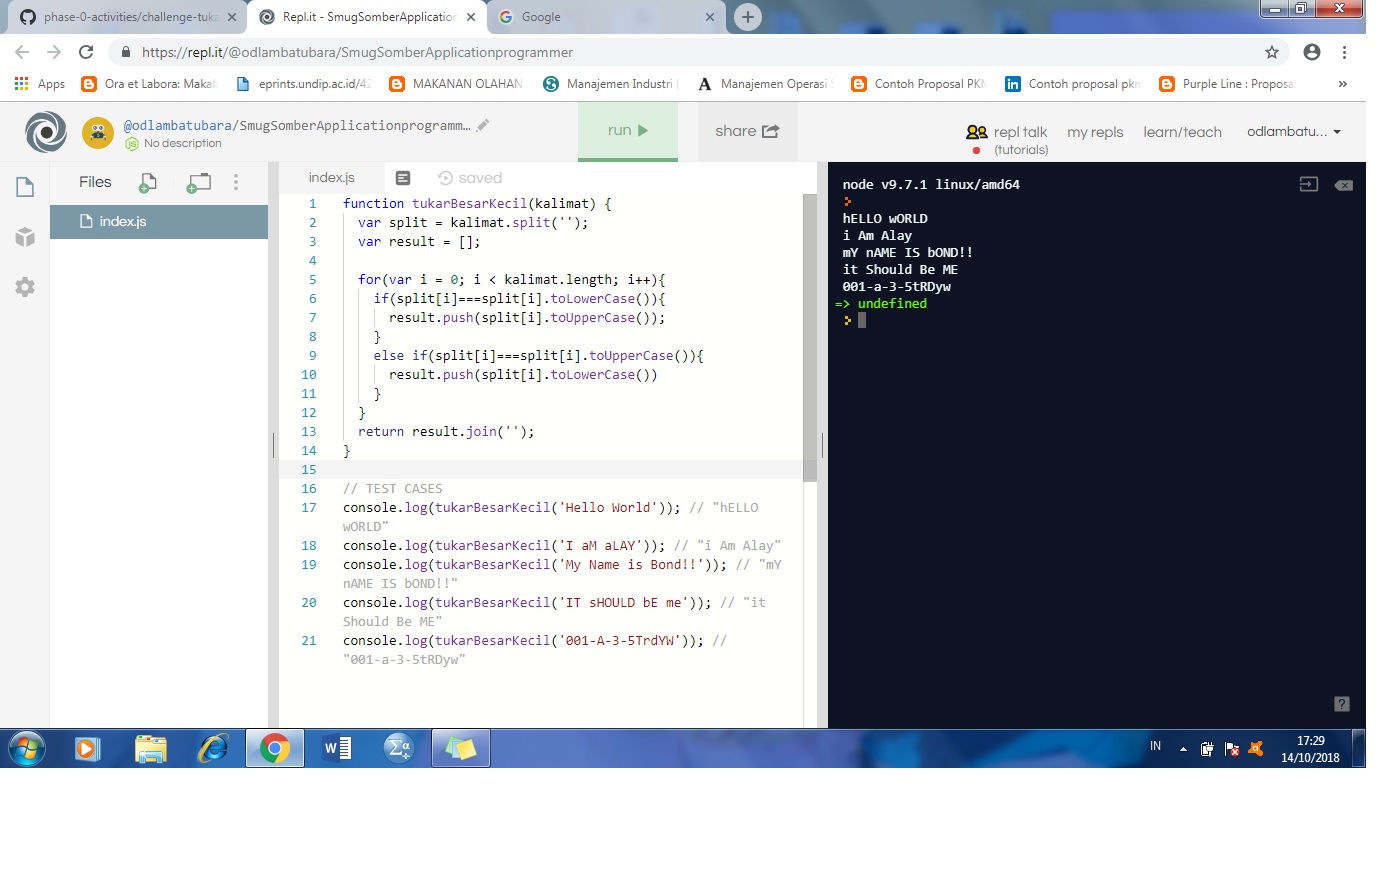 phase-0-activities/challenge-tuka
Repl.it - SmugSomberApplication
Google
https://repl.it/@odlambatubara/SmugSomberApplicationprogrammer
Apps
Ora et Labora: Makal
eprints.undip.ac.id/42
MAKANAN OLAHAN
Manajemen Industri
Manajemen Operasi
Contoh Proposal PKM
Contoh proposal pkm
Purple Line : Proposa
»
@odlambatubara/SmugSomberApplicationprogramm...
No description
run
share
repl talk
(tutorials)
my repls
learn/teach
odlambatu...
Files
index.js
index.js
saved
1 function tukarBesarKecil(kalimat) {
2 var split = kalimat.split('');
3 var result = [];
4
5 for(var i = 0; i < kalimat.length; i++){
6 if(split[i]===split[i].toLowerCase()){
7 result.push(split[i].toUpperCase());
8 }
9 else if(split[i]===split[i].toUpperCase()){
10 result.push(split[i].toLowerCase())
11 }
12 }
13 return result.join('');
14 }
15
16 // TEST CASES
17 console.log(tukarBesarKecil('Hello World')); // "hELLO
wORLD"
18 console.log(tukarBesarKecil('I aM aLAY')); // "i Am Alay"
19 console.log(tukarBesarKecil('My Name is Bond!!')); // "mY
nAME IS bOND!!"
20 console.log(tukarBesarKecil('IT sHOULD bE me')); // "it
Should Be ME"
21 console.log(tukarBesarKecil('001-A-3-5TrdYW')); //
"001-a-3-5tRDyw"
node v9.7.1 linux/amd64
hELLO wORLD
i Am Alay
mY nAME IS bOND!!
it Should Be ME
001-a-3-5tRDyw
=> undefined
?
IN
17:29
14/10/2018